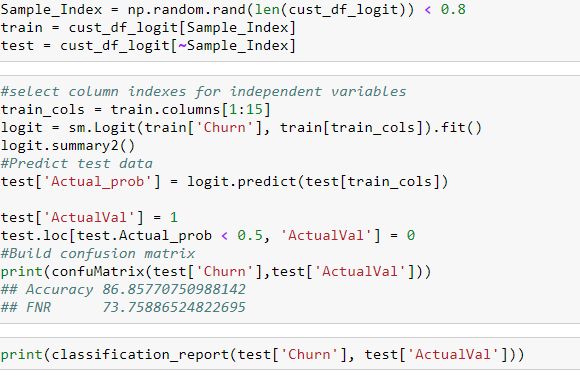 Sample_Index = np.random.rand(len(cust_df_logit)) < 0.8
train = cust_df_logit[Sample_Index]
test = cust_df_logit[~Sample_Index]
#select column indexes for independent variables
train_cols = train.columns[1:15]
logit = sm.Logit(train['Churn'], train[train_cols]).fit()
logit.summary2()
#Predict test data
test['Actual_prob'] = logit.predict(test[train_cols])
test['ActualVal'] = 1
test.loc[test.Actual_prob < 0.5, 'ActualVal'] = 0
#Build confusion matrix
print(confuMatrix(test['Churn'],test['ActualVal']))
## Accuracy 86.85770750988142
## FNR      73.75886524822695
print(classification_report(test['Churn'], test['ActualVal']))